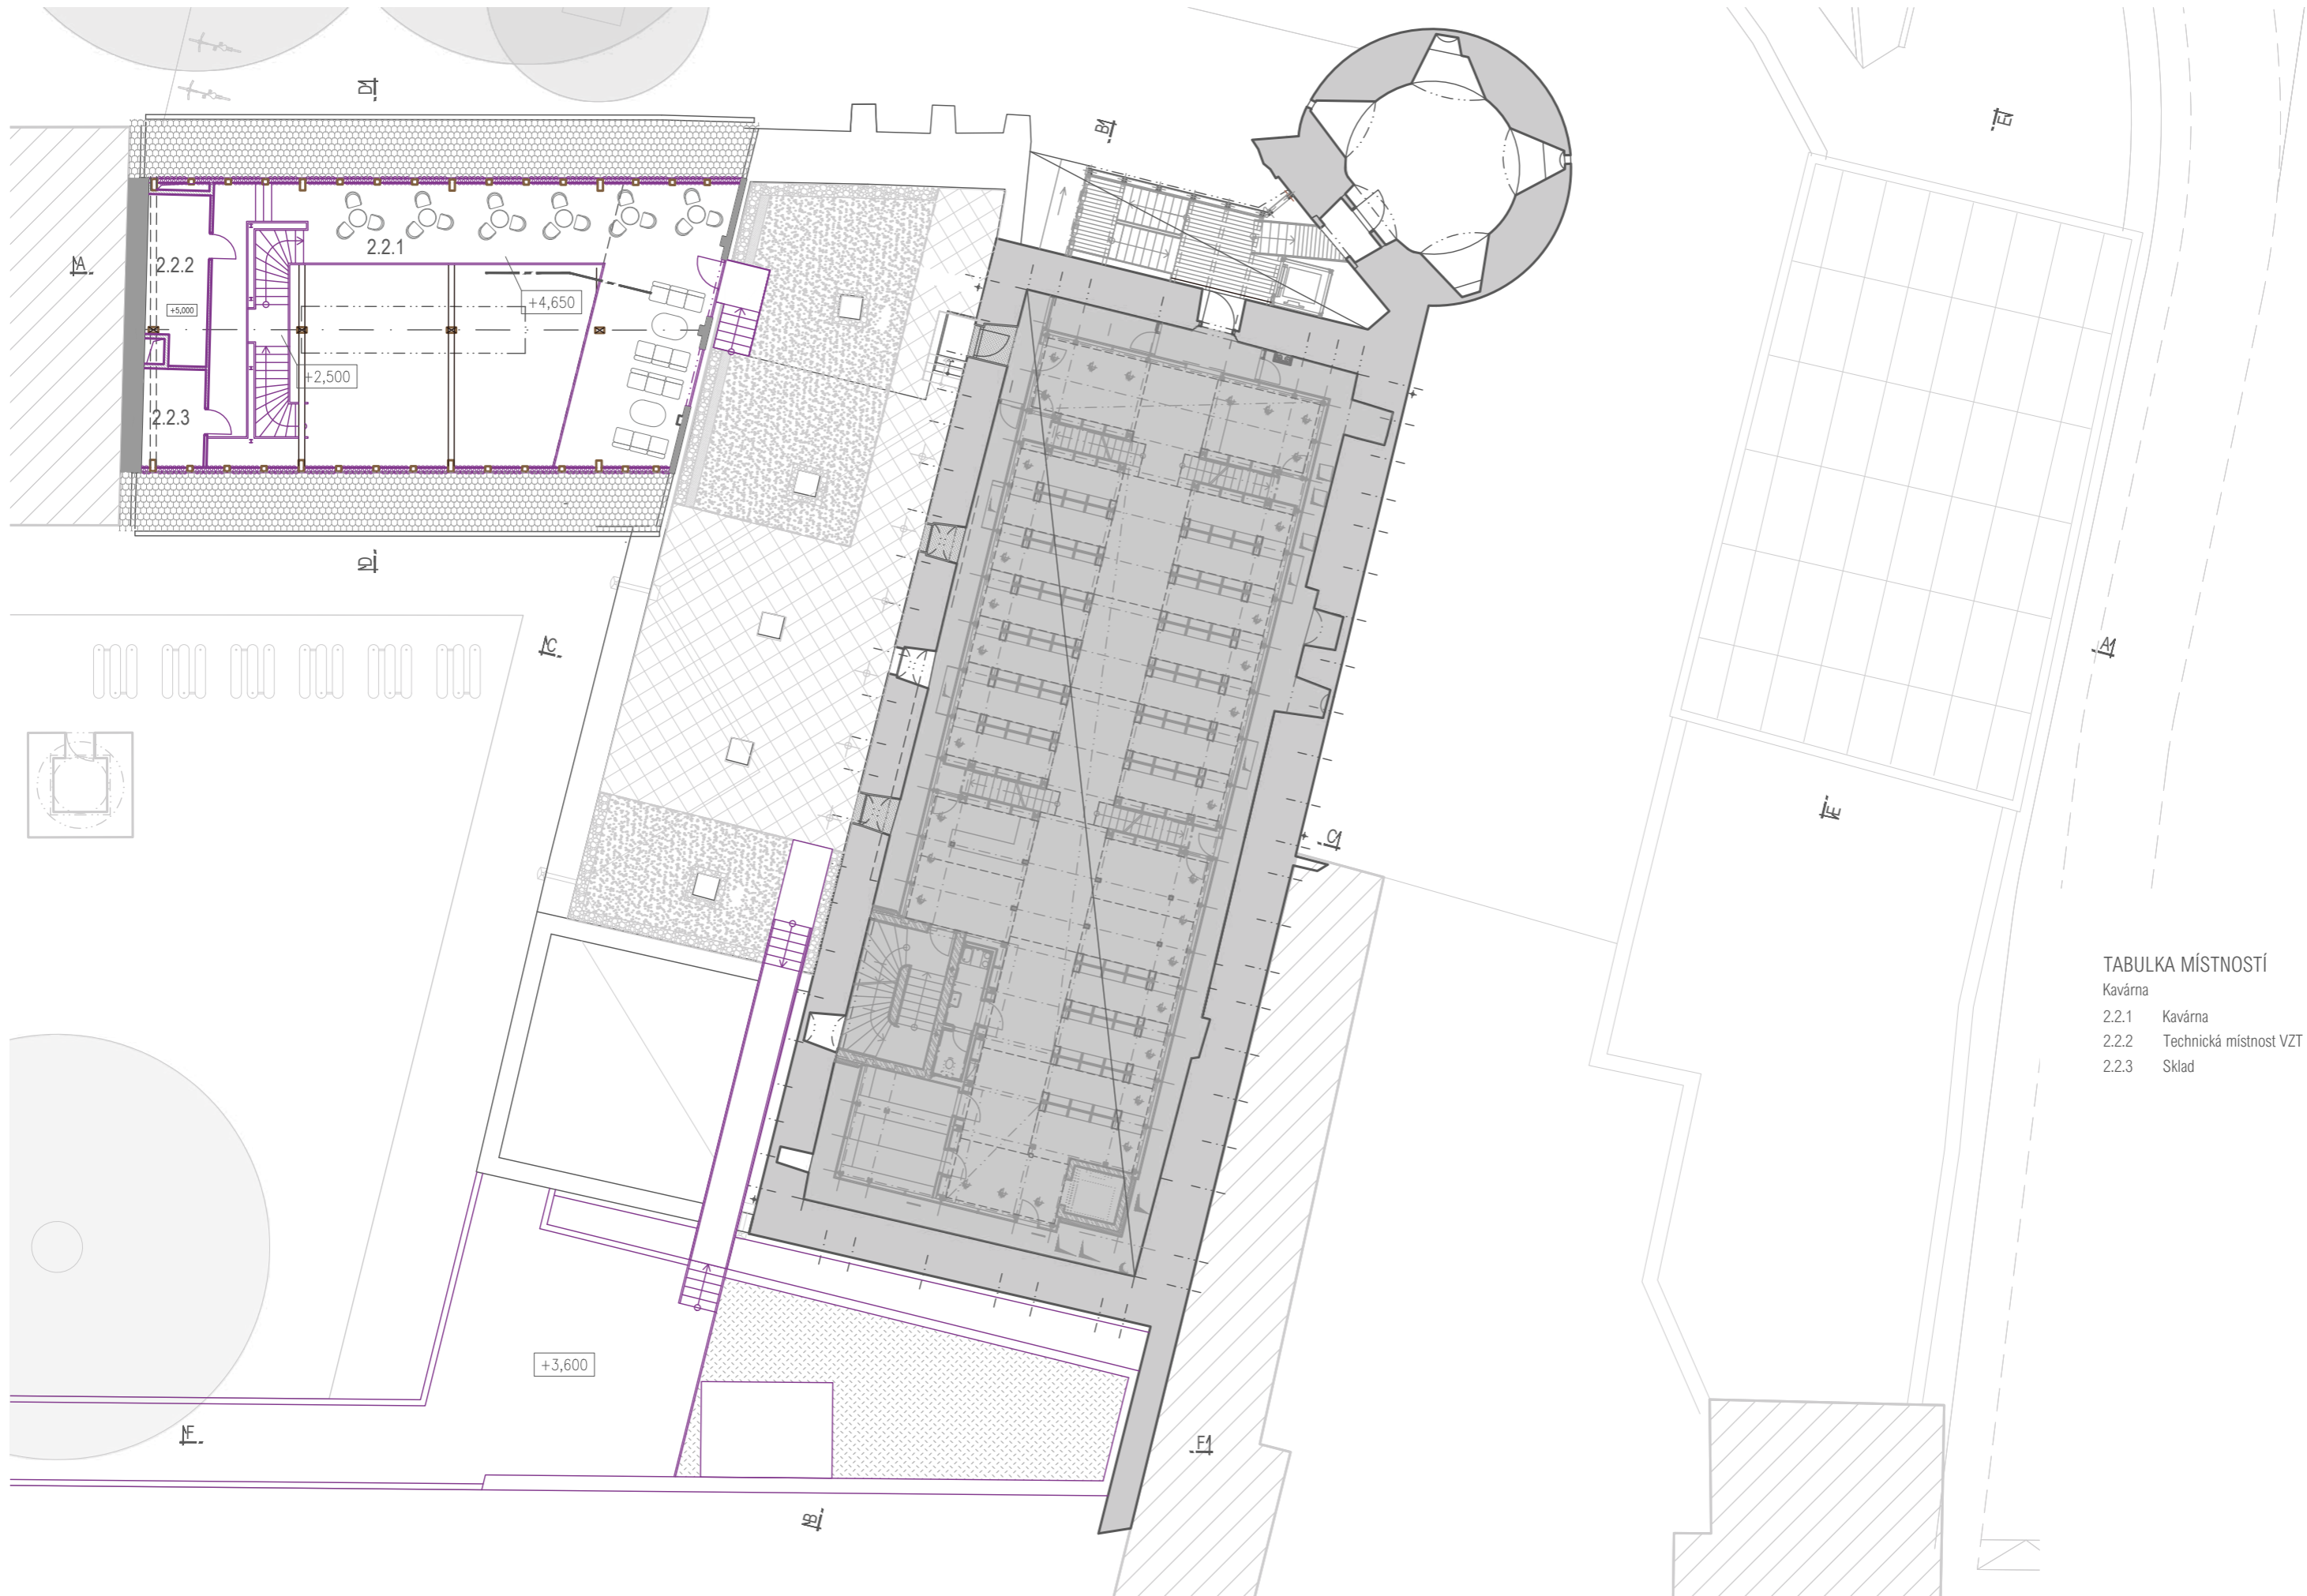 D1
B1
E1
2.2.1
2.2.2
A
+4,650
+5,000
+2,500
2.2.3
D
C
A1
E
C1
TABULKA MÍSTNOSTÍ
Kavárna
2.2.1 Kavárna
2.2.2 Technická místnost VZT
2.2.3 Sklad
+3,600
F
F1
B